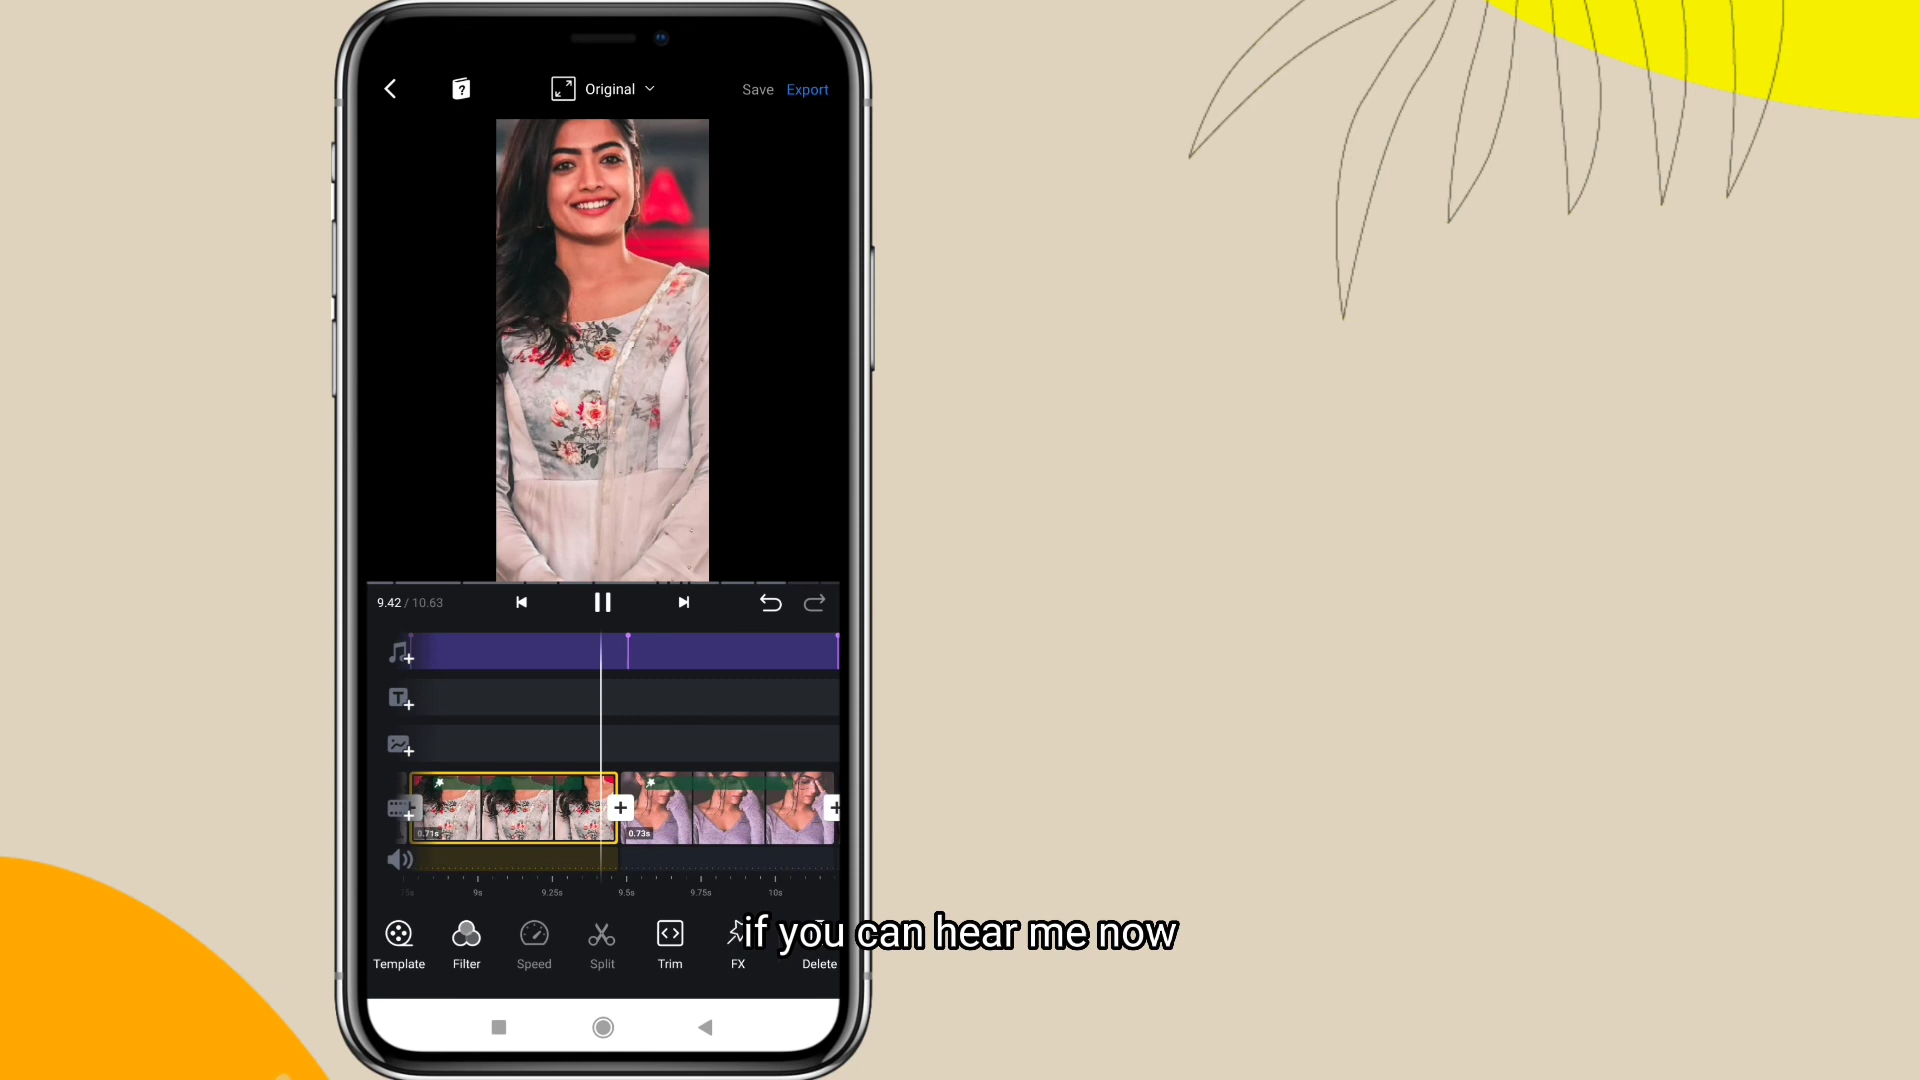 Original
Save
Export
9.42 / 10.63
0.71s
0.73s
9s
9.25s
9.5s
9.75s
10s
if you can hear me now
Template
Filter
Speed
Split
Trim
FX
Delete